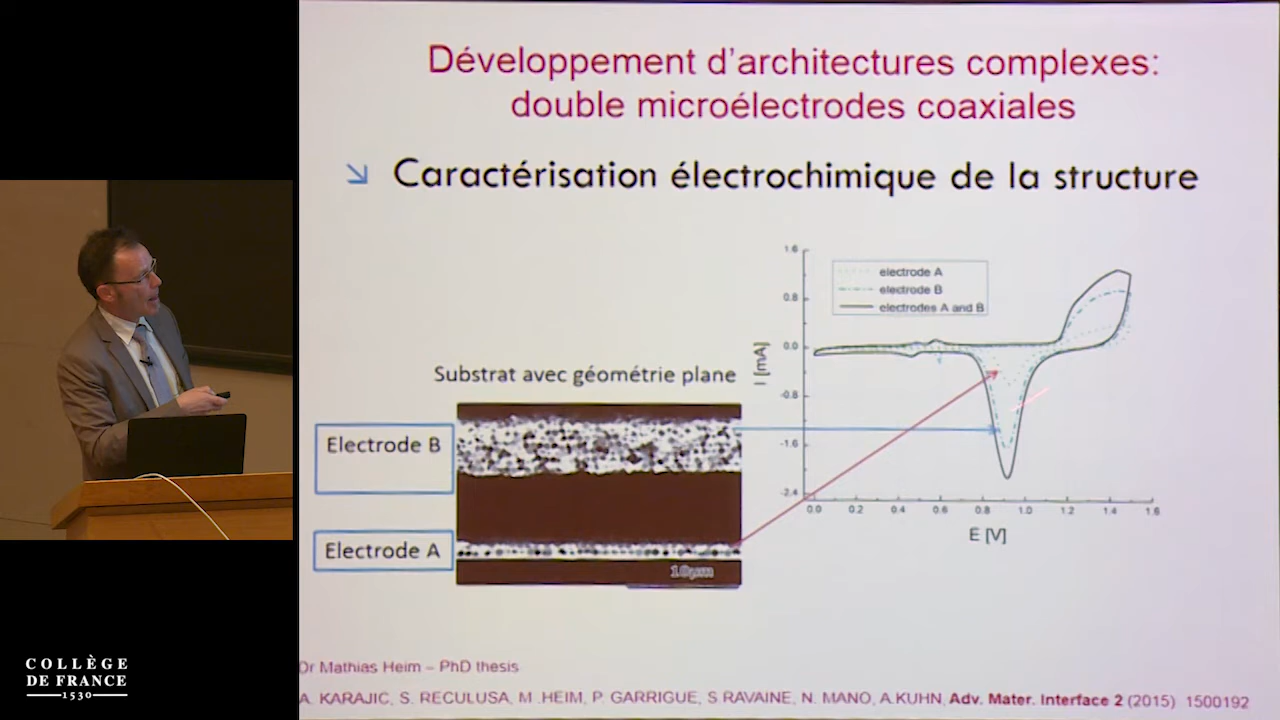 Développement d'architectures complexes:
double microélectrodes coaxiales
Caractérisation électrochimique de la structure
Substrat avec géométrie plane
Electrode B
Electrode A
10µm
1.6
0.8
0.0
-0.8
-1.6
-2.4
I [mA]
electrode A
electrode B
electrodes A and B
0.0 0.2 0.4 0.6 0.8 1.0 1.2 1.4 1.6
E [V]
Dr Mathias Heim – PhD thesis
A. KARAJIC, S. RECULUSA, M .HEIM, P. GARRIGUE, S RAVAINE, N. MANO, A.KUHN, Adv. Mater. Interface 2 (2015) 1500192
COLLÈGE
DE FRANCE
1530